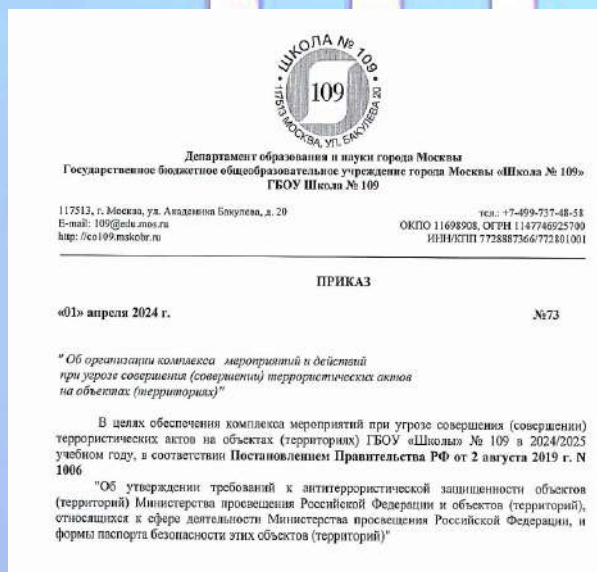 • ШКОЛА № 109 •
109
117513 МОСКВА, УЛ. БАКУЛЕВА 20
Департамент образования и науки города Москвы
Государственное бюджетное общеобразовательное учреждение города Москвы «Школа № 109»
ГБОУ Школа № 109
117513, г. Москва, ул. Академика Бакулева, д. 20 тел.: +7-499-737-48-58
E-mail: 109@edu.mos.ru ОКПО 11698908, ОГРН 1147746925700
http: //co109.mskobr.ru ИНН/КПП 7728887366/772801001
ПРИКАЗ
«01» апреля 2024 г. №73
" Об организации комплекса мероприятий и действий
при угрозе совершения (совершении) террористических актов
на объектах (территориях)"
В целях обеспечения комплекса мероприятий при угрозе совершения (совершении)
террористических актов на объектах (территориях) ГБОУ «Школы» № 109 в 2024/2025
учебном году, в соответствии Постановлением Правительства РФ от 2 августа 2019 г. N
1006
"Об утверждении требований к антитеррористической защищенности объектов
(территорий) Министерства просвещения Российской Федерации и объектов (территорий),
относящихся к сфере деятельности Министерства просвещения Российской Федерации, и
формы паспорта безопасности этих объектов (территорий)"